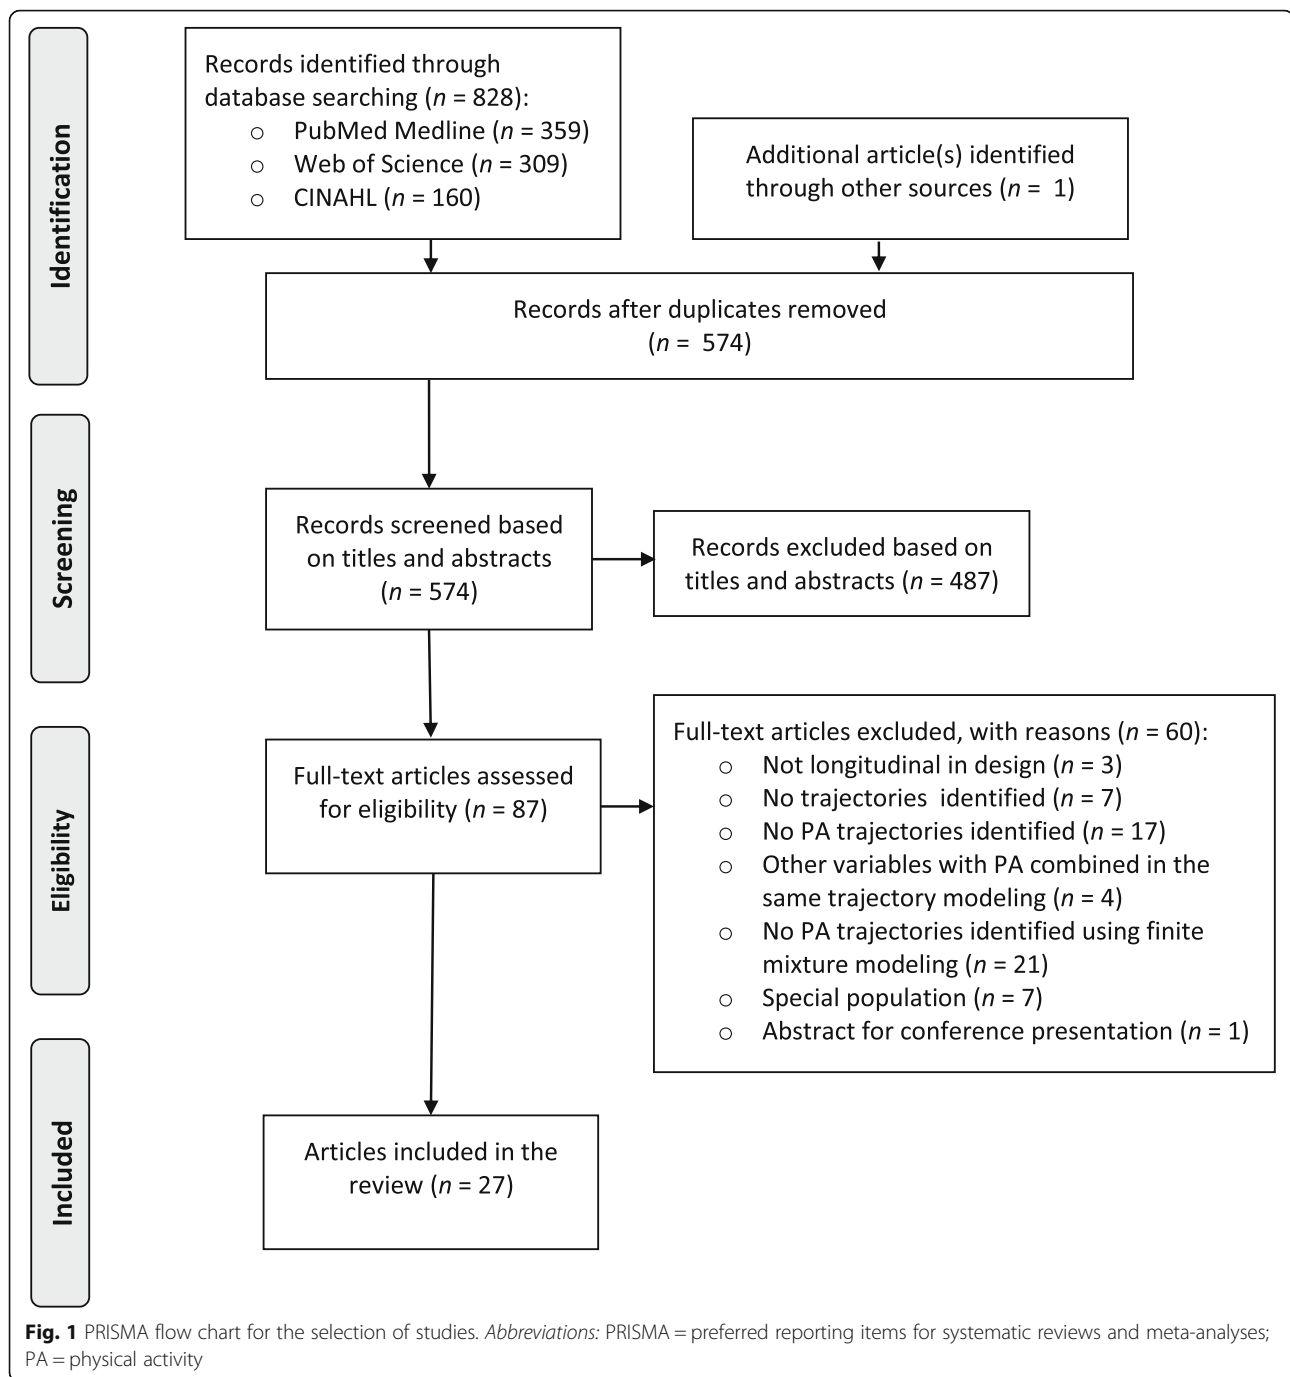 Identification
Records identified through
database searching (n = 828):
o PubMed Medline (n = 359)
o Web of Science (n = 309)
o CINAHL (n = 160)
Additional article(s) identified
through other sources (n = 1)
Records after duplicates removed
(n = 574)
Screening
Records screened based
on titles and abstracts
(n = 574)
Records excluded based on
titles and abstracts (n = 487)
Eligibility
Full-text articles assessed
for eligibility (n = 87)
Full-text articles excluded, with reasons (n = 60):
o Not longitudinal in design (n = 3)
o No trajectories identified (n = 7)
o No PA trajectories identified (n = 17)
o Other variables with PA combined in the
same trajectory modeling (n = 4)
o No PA trajectories identified using finite
mixture modeling (n = 21)
o Special population (n = 7)
o Abstract for conference presentation (n = 1)
Included
Articles included in the
review (n = 27)
Fig. 1 PRISMA flow chart for the selection of studies. Abbreviations: PRISMA = preferred reporting items for systematic reviews and meta-analyses;
PA = physical activity